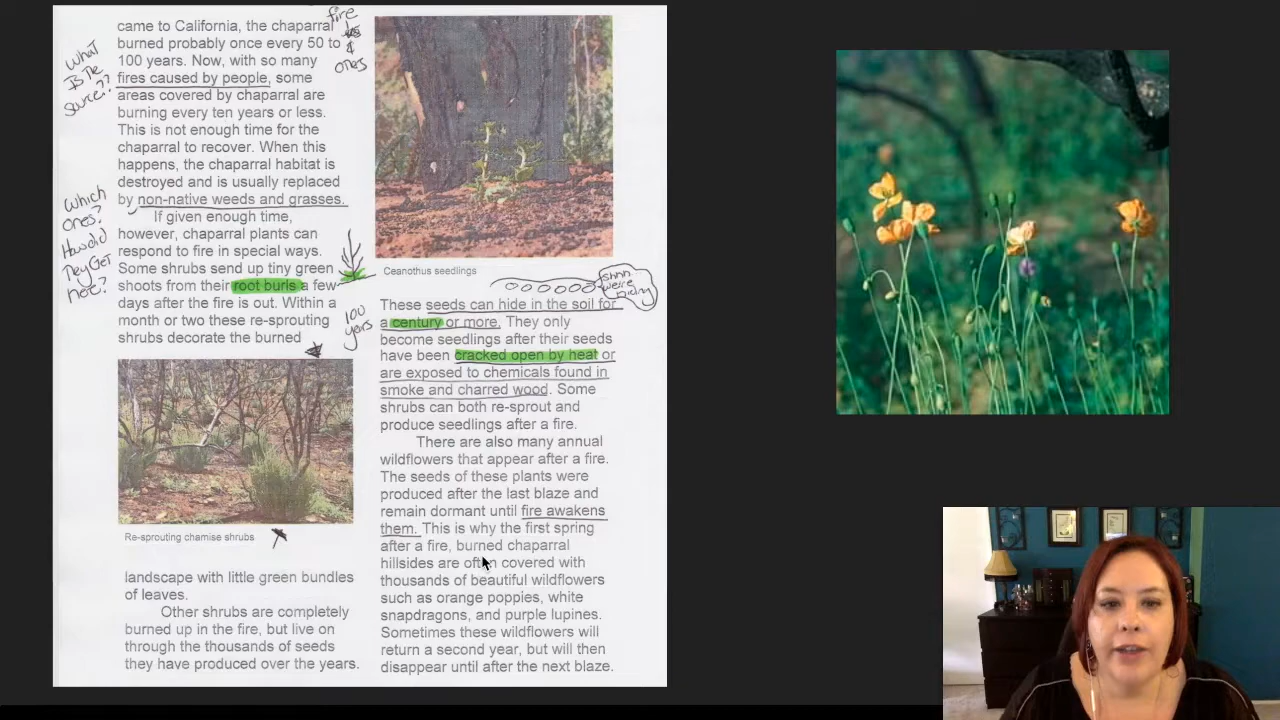 came to California, the chaparral
burned probably once every 50 to
100 years. Now, with so many
fires caused by people, some
areas covered by chaparral are
burning every ten years or less.
This is not enough time for the
chaparral to recover. When this
happens, the chaparral habitat is
destroyed and is usually replaced
by non-native weeds and grasses.
If given enough time,
however, chaparral plants can
respond to fire in special ways.
Some shrubs send up tiny green
shoots from their root burls a few
days after the fire is out. Within a
month or two these re-sprouting
shrubs decorate the burned
Re-sprouting chamise shrubs
landscape with little green bundles
of leaves.
Other shrubs are completely
burned up in the fire, but live on
through the thousands of seeds
they have produced over the years.
What
Is the
source??
Which
ones?
How did
They Get
hot?
fire
&
ones
100
years
Ceanothus seedlings
shhh
we're
hiding
These seeds can hide in the soil for
a century or more. They only
become seedlings after their seeds
have been cracked open by heat or
are exposed to chemicals found in
smoke and charred wood. Some
shrubs can both re-sprout and
produce seedlings after a fire.
There are also many annual
wildflowers that appear after a fire.
The seeds of these plants were
produced after the last blaze and
remain dormant until fire awakens
them. This is why the first spring
after a fire, burned chaparral
hillsides are often covered with
thousands of beautiful wildflowers
such as orange poppies, white
snapdragons, and purple lupines.
Sometimes these wildflowers will
return a second year, but will then
disappear until after the next blaze.